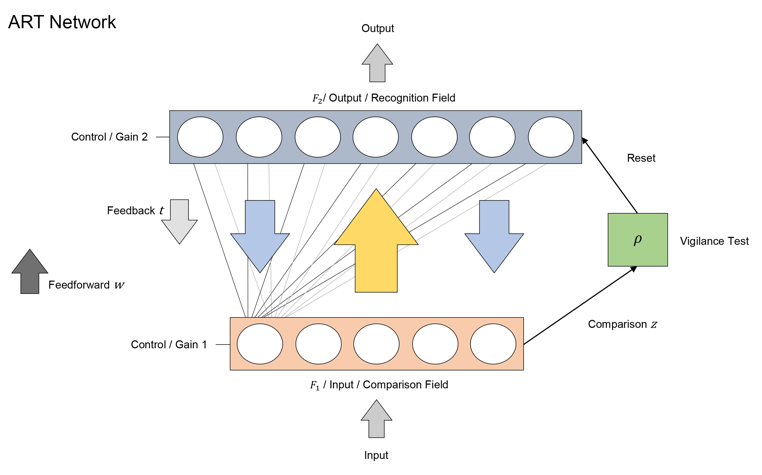 ART Network
Output
F₂/ Output / Recognition Field
Control / Gain 2
Reset
Feedback t
ρ
Vigilance Test
Feedforward w
Comparison z
Control / Gain 1
F₁ / Input / Comparison Field
Input